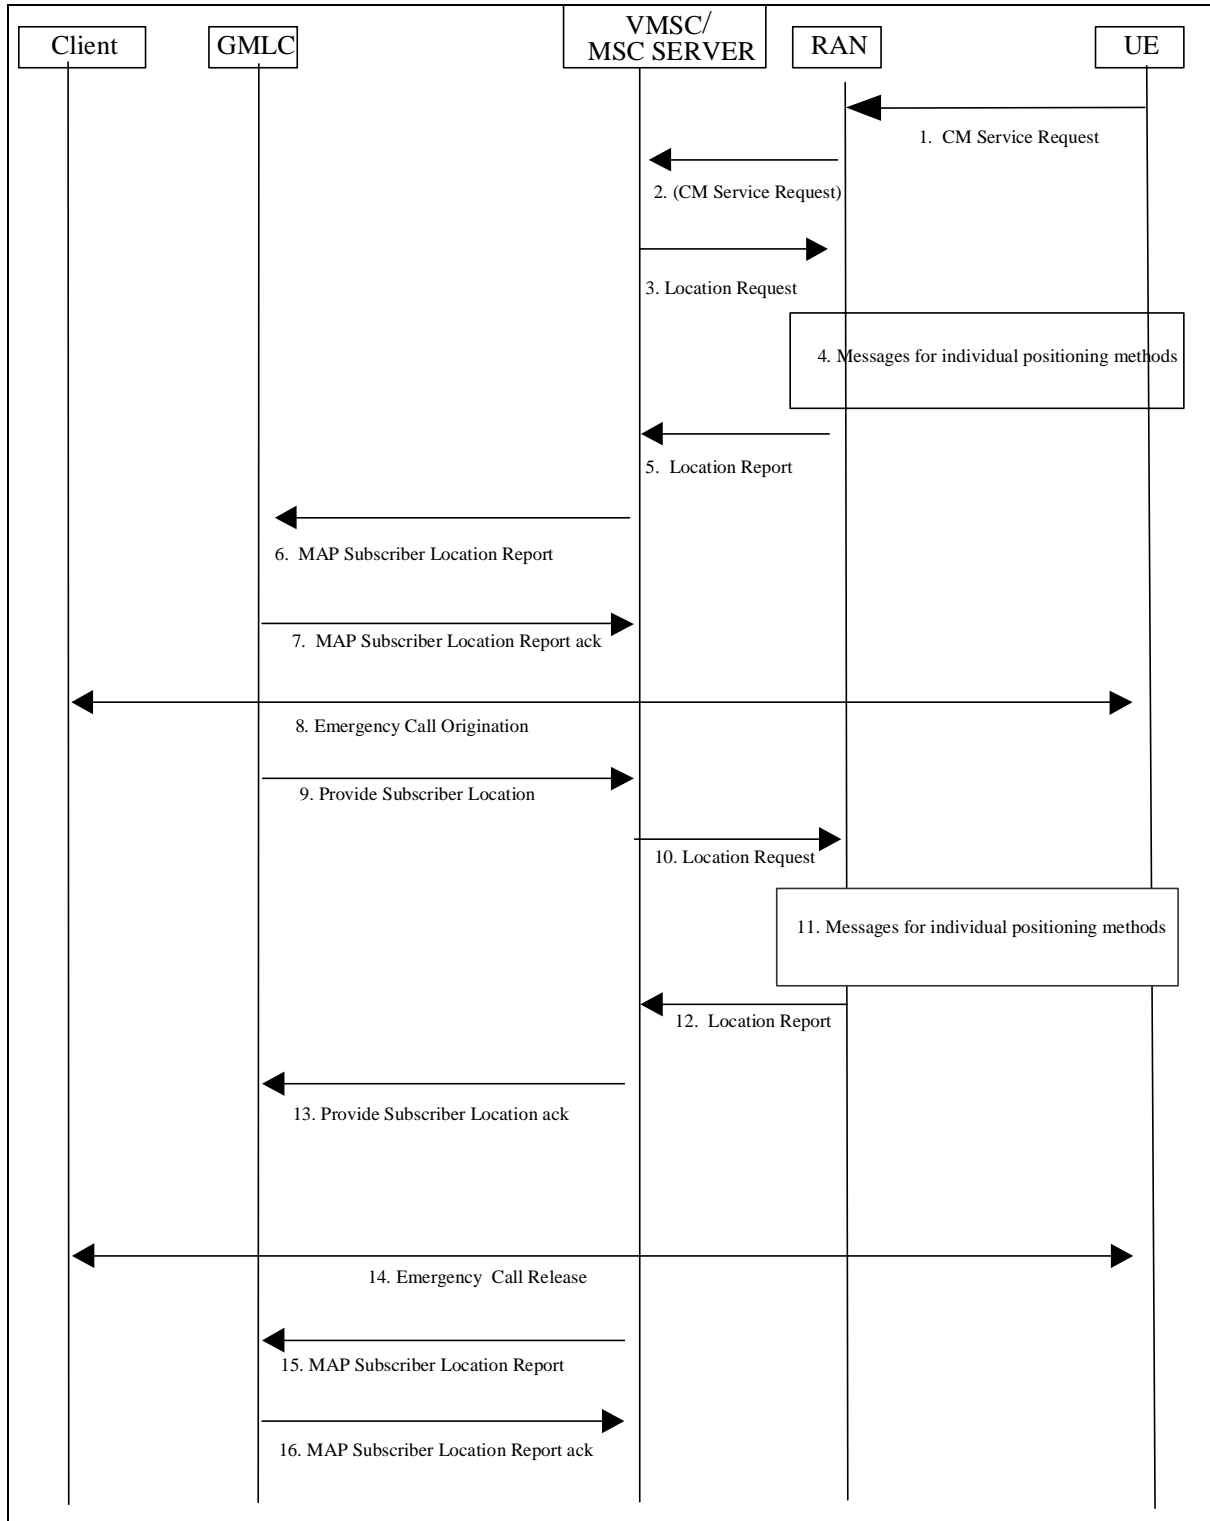 Client
GMLC
VMSC/
MSC SERVER
RAN
UE
1. CM Service Request
2. (CM Service Request)
3. Location Request
4. Messages for individual positioning methods
5. Location Report
6. MAP Subscriber Location Report
7. MAP Subscriber Location Report ack
8. Emergency Call Origination
9. Provide Subscriber Location
10. Location Request
11. Messages for individual positioning methods
12. Location Report
13. Provide Subscriber Location ack
14. Emergency Call Release
15. MAP Subscriber Location Report
16. MAP Subscriber Location Report ack